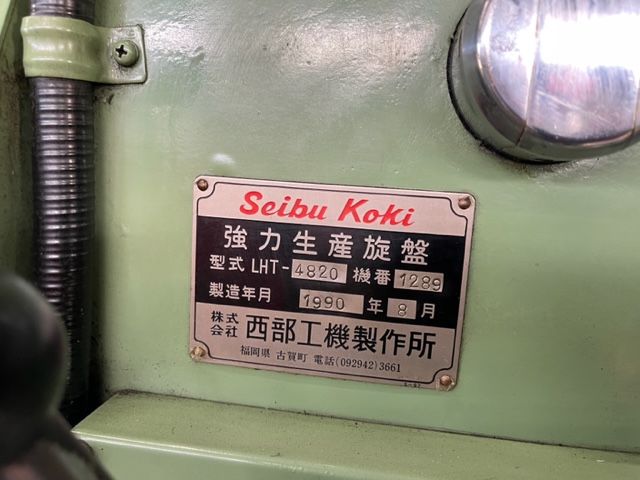 Seibu Koki
強力生産旋盤
型式 LHT-4820 機番 1289
製造年月 1990 年 8 月
株式会社 西部工機製作所
福岡県 古賀町 電話(092942)3661